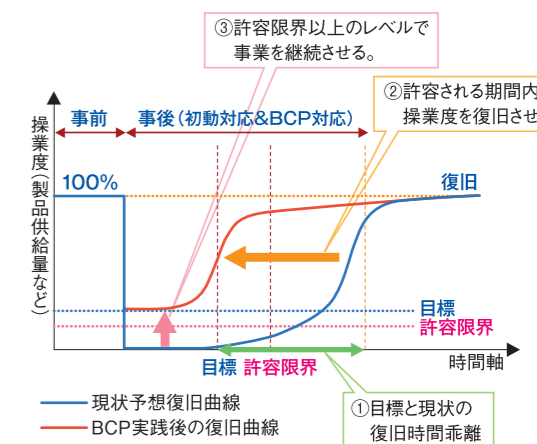 ③許容限界以上のレベルで
事業を継続させる。
②許容される期間内
操業度を復旧させ
事前
事後(初動対応&BCP対応)
操業度(製品供給量など)
100%
復旧
目標
許容限界
目標 許容限界
時間軸
①目標と現状の
復旧時間乖離
現状予想復旧曲線
BCP実践後の復旧曲線